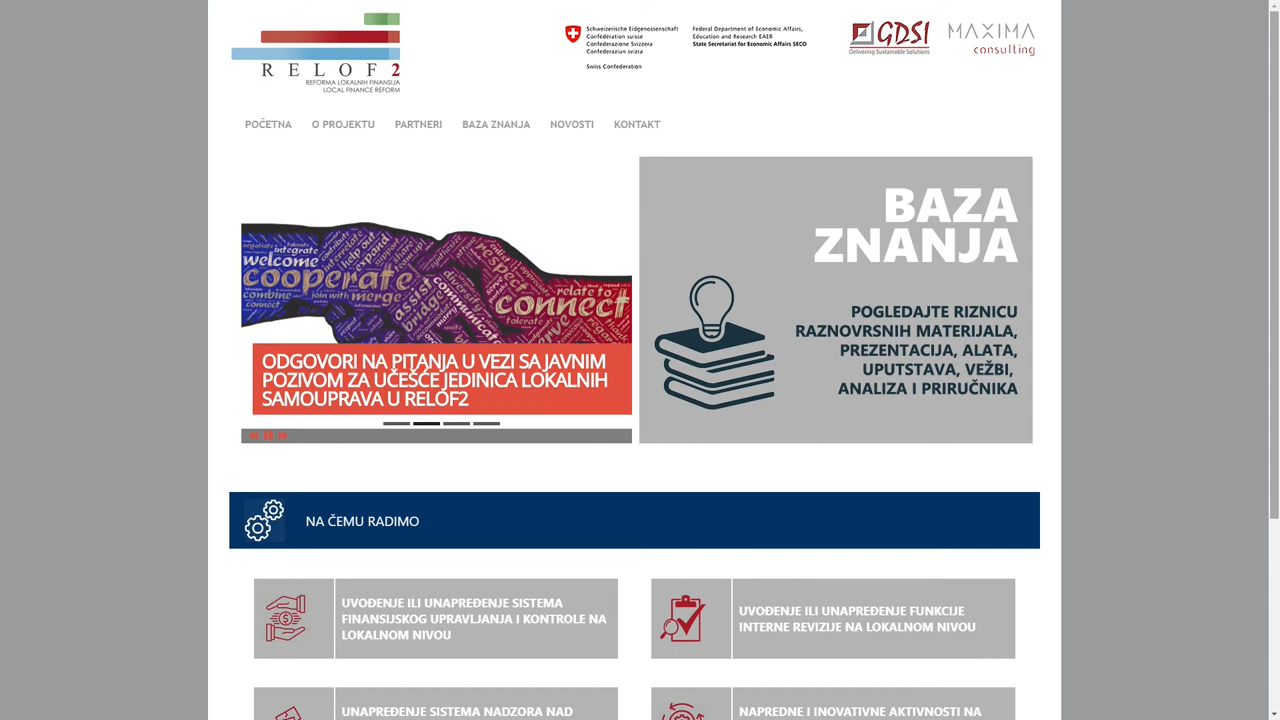 RELOF2
REFORMA LOKALNIH FINANSIJA
LOCAL FINANCE REFORM
Schweizerische Eidgenossenschaft
Confédération suisse
Confederazione Svizzera
Confederaziun svizra
Swiss Confederation
Federal Department of Economic Affairs,
Education and Research EAER
State Secretariat for Economic Affairs SECO
GDSI
Delivering Sustainable Solutions
MAXIMA
consulting
POČETNA O PROJEKTU PARTNERI BAZA ZNANJA NOVOSTI KONTAKT
negotiate
integrate
welcome
cooperate
combine
connect
join with merge
help out
expand
assist
bridge
communicate
unite
diversity
respect
relate to
connect
tolerate
ODGOVORI NA PITANJA U VEZI SA JAVNIM
POZIVOM ZA UČEŠĆE JEDINICA LOKALNIH
SAMOUPRAVA U RELOF2
BAZA
ZNANJA
POGLEDAJTE RIZNICU
RAZNOVRSNIH MATERIJALA,
PREZENTACIJA, ALATA,
UPUTSTAVA, VEŽBI,
ANALIZA I PRIRUČNIKA
NA ČEMU RADIMO
UVOĐENJE ILI UNAPREĐENJE SISTEMA
FINANSIJSKOG UPRAVLJANJA I KONTROLE NA
LOKALNOM NIVOU
UVOĐENJE ILI UNAPREĐENJE FUNKCIJE
INTERNE REVIZIJE NA LOKALNOM NIVOU
UNAPREĐENJE SISTEMA NADZORA NAD
NAPREDNE I INOVATIVNE AKTIVNOSTI NA